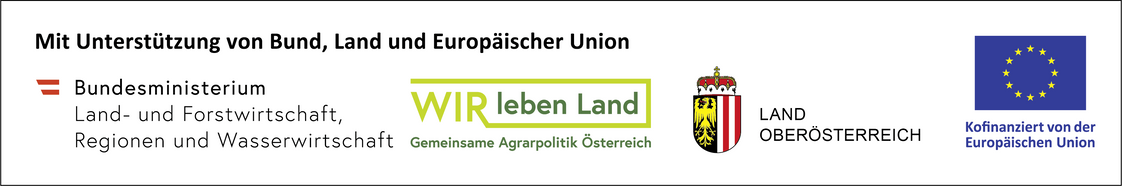 Mit Unterstützung von Bund, Land und Europäischer Union
Bundesministerium
Land- und Forstwirtschaft,
Regionen und Wasserwirtschaft
WIR leben Land
Gemeinsame Agrarpolitik Österreich
LAND
OBERÖSTERREICH
Kofinanziert von der
Europäischen Union